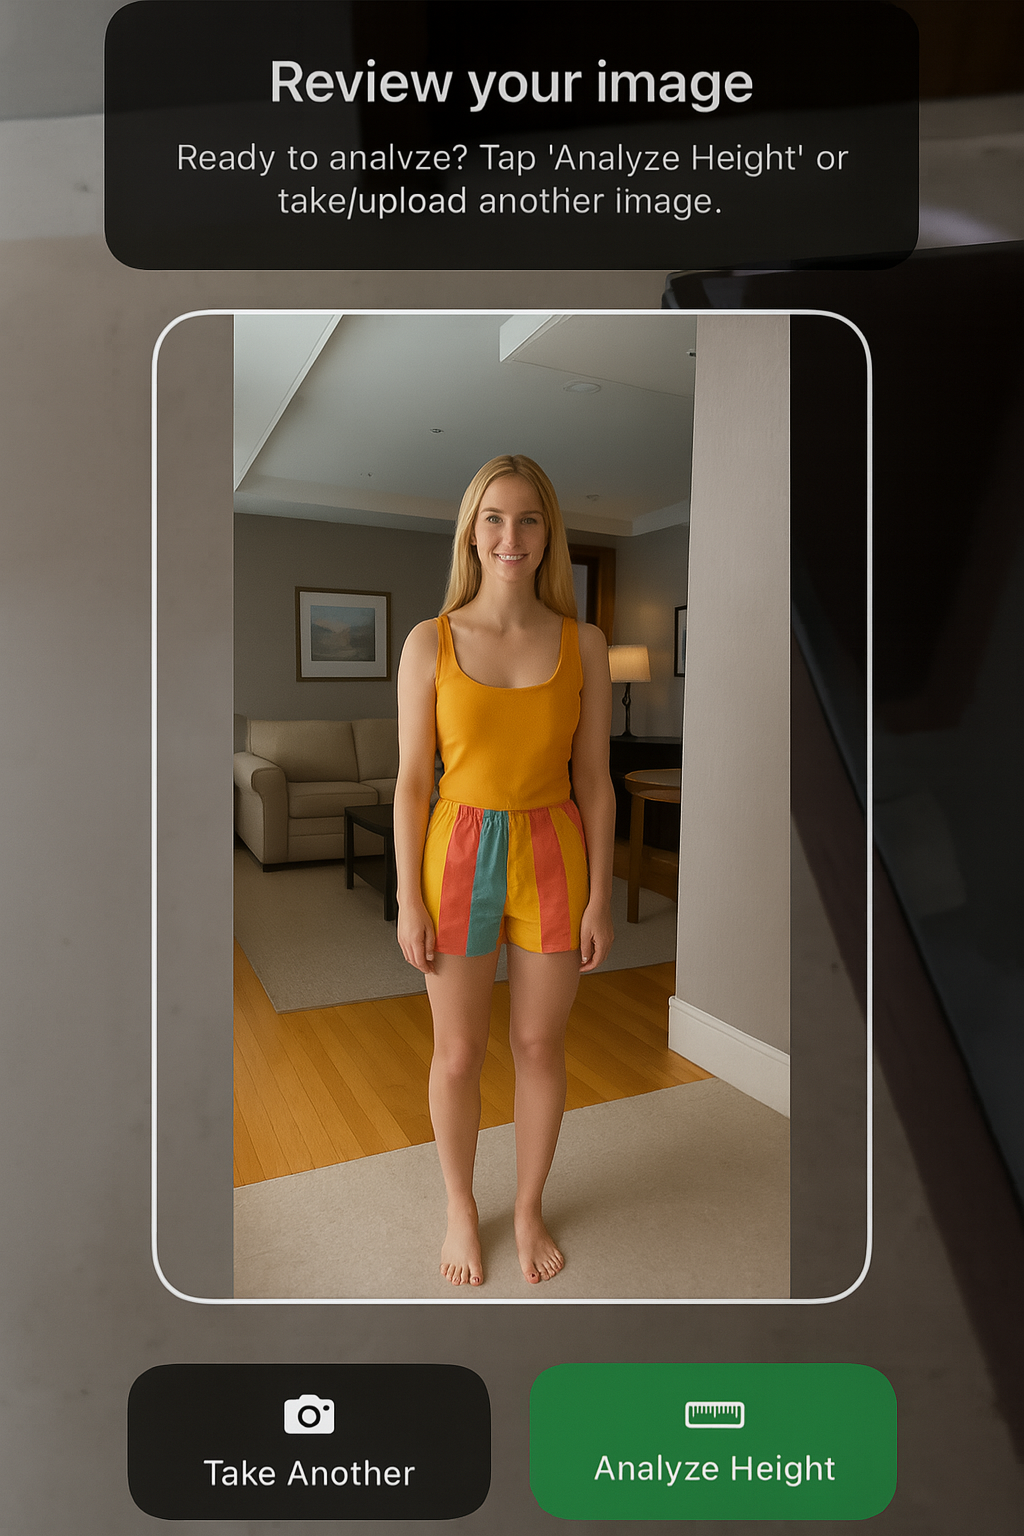 Review your image
Ready to analvze? Tap 'Analyze Height' or
take/upload another image.
Take Another
Analyze Height